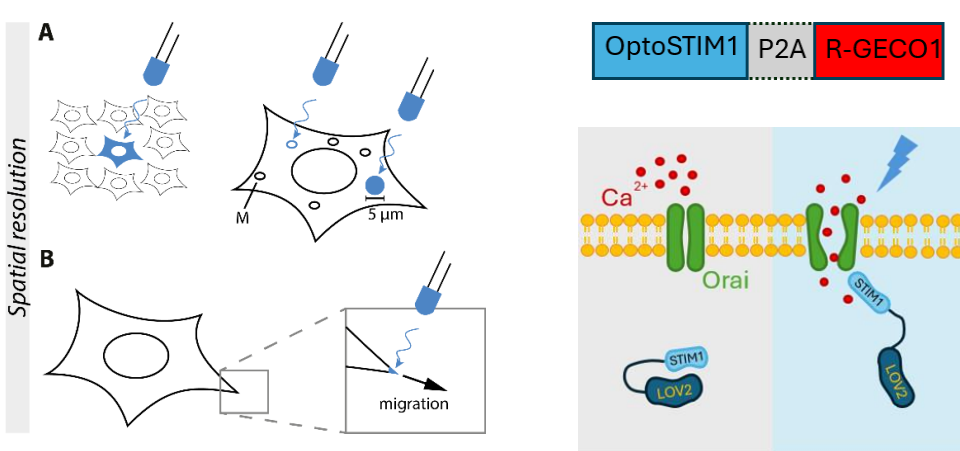 A
Spatial resolution
M
5 μm
B
migration
OptoSTIM1 P2A R-GECO1
Ca2+
Orai
STIM1
LOV2
STIM1
LOV2